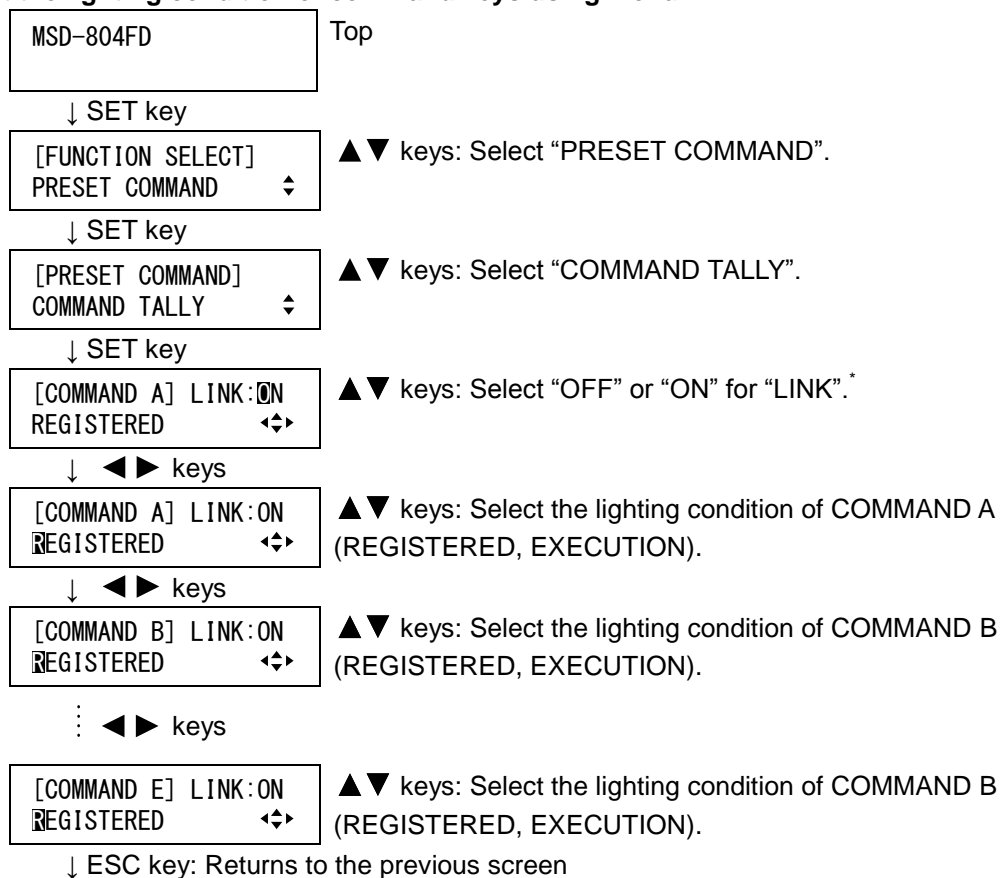 MSD-804FD
Top
↓ SET key
[FUNCTION SELECT]
PRESET COMMAND
▲▼ keys: Select “PRESET COMMAND”.
↓ SET key
[PRESET COMMAND]
COMMAND TALLY
▲▼ keys: Select “COMMAND TALLY”.
↓ SET key
[COMMAND A] LINK:ON
REGISTERED
▲▼ keys: Select “OFF” or “ON” for “LINK”.*
↓ ◀▶ keys
[COMMAND A] LINK:ON
REGISTERED
▲▼ keys: Select the lighting condition of COMMAND A
(REGISTERED, EXECUTION).
↓ ◀▶ keys
[COMMAND B] LINK:ON
REGISTERED
▲▼ keys: Select the lighting condition of COMMAND B
(REGISTERED, EXECUTION).
◀▶ keys
[COMMAND E] LINK:ON
REGISTERED
▲▼ keys: Select the lighting condition of COMMAND B
(REGISTERED, EXECUTION).
↓ ESC key: Returns to the previous screen